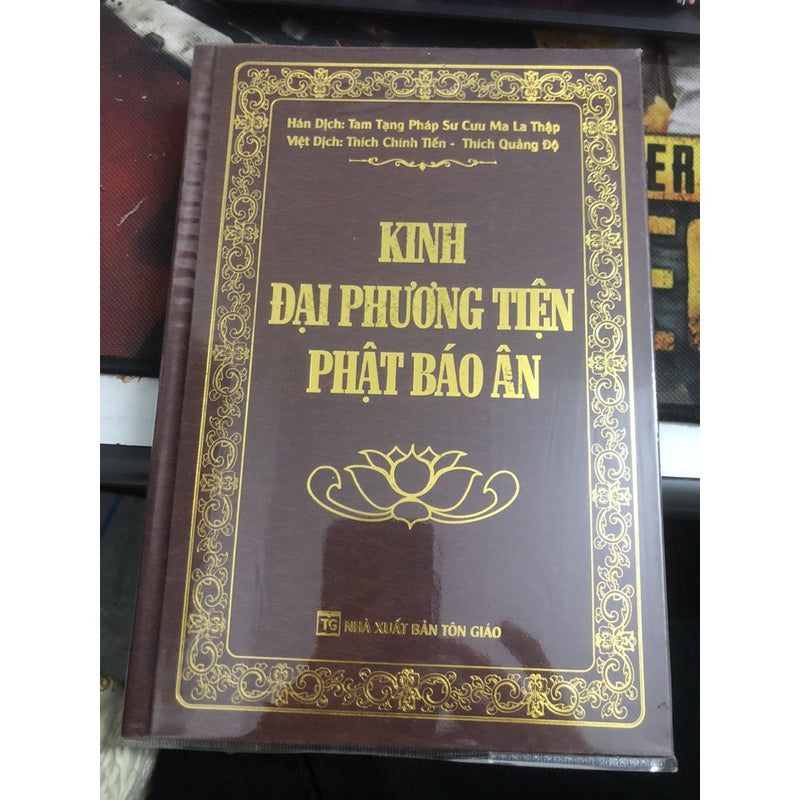 Hán Dịch: Tam Tạng Pháp Sư Cưu Ma La Thập
Việt Dịch: Thích Chính Tiến - Thích Quảng Độ
KINH
ĐẠI PHƯƠNG TIỆN
PHẬT BÁO ÂN
TG NHÀ XUẤT BẢN TÔN GIÁO
ER